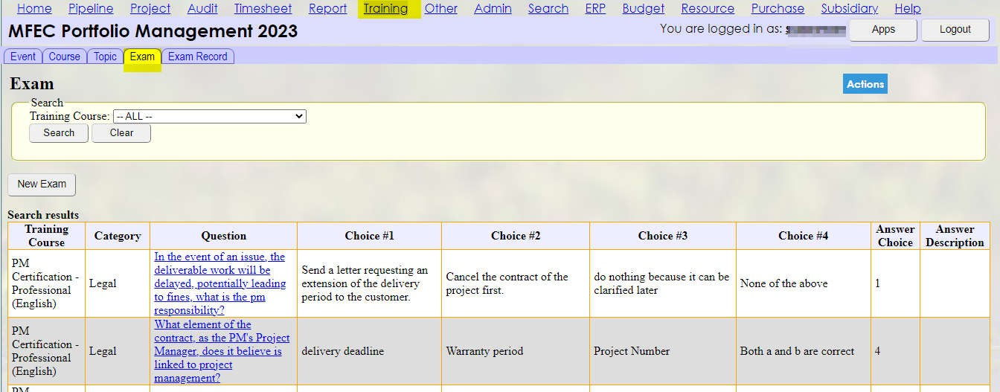 Home Pipeline Project Audit Timesheet Report Training Other Admin Search ERP Budget Resource Purchase Subsidiary Help
MFEC Portfolio Management 2023
You are logged in as:
Apps
Logout
Event Course Topic Exam Exam Record
Exam
Actions
Search
Training Course: -- ALL --
Search Clear
New Exam
Search results
Training Course
Category
Question
Choice #1
Choice #2
Choice #3
Choice #4
Answer Choice
Answer Description
PM
Certification -
Professional
(English)
Legal
In the event of an issue, the
deliverable work will be
delayed, potentially leading
to fines, what is the pm
responsibility?
Send a letter requesting an
extension of the delivery
period to the customer.
Cancel the contract of the
project first.
do nothing because it can be
clarified later
None of the above
1
PM
Certification -
Professional
(English)
Legal
What element of the
contract, as the PM's Project
Manager, does it believe is
linked to project
management?
delivery deadline
Warranty period
Project Number
Both a and b are correct
4
PM